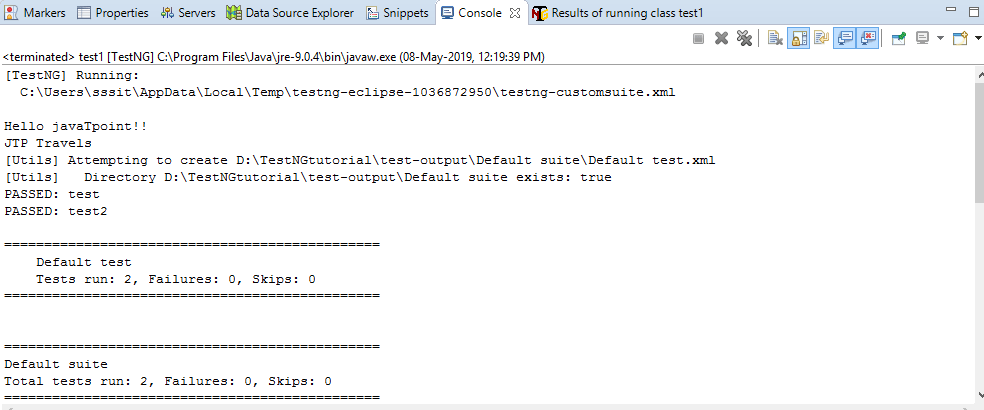 Markers Properties Servers Data Source Explorer Snippets Console Results of running class test1
<terminated> test1 [TestNG] C:\Program Files\Java\jre-9.0.4\bin\javaw.exe (08-May-2019, 12:19:39 PM)
[TestNG] Running:
  C:\Users\sssit\AppData\Local\Temp\testng-eclipse-1036872950\testng-customsuite.xml

Hello javaTpoint!!
JTP Travels
[Utils] Attempting to create D:\TestNGtutorial\test-output\Default suite\Default test.xml
[Utils]   Directory D:\TestNGtutorial\test-output\Default suite exists: true
PASSED: test
PASSED: test2

===============================================
    Default test
    Tests run: 2, Failures: 0, Skips: 0
===============================================


===============================================
Default suite
Total tests run: 2, Failures: 0, Skips: 0
===============================================